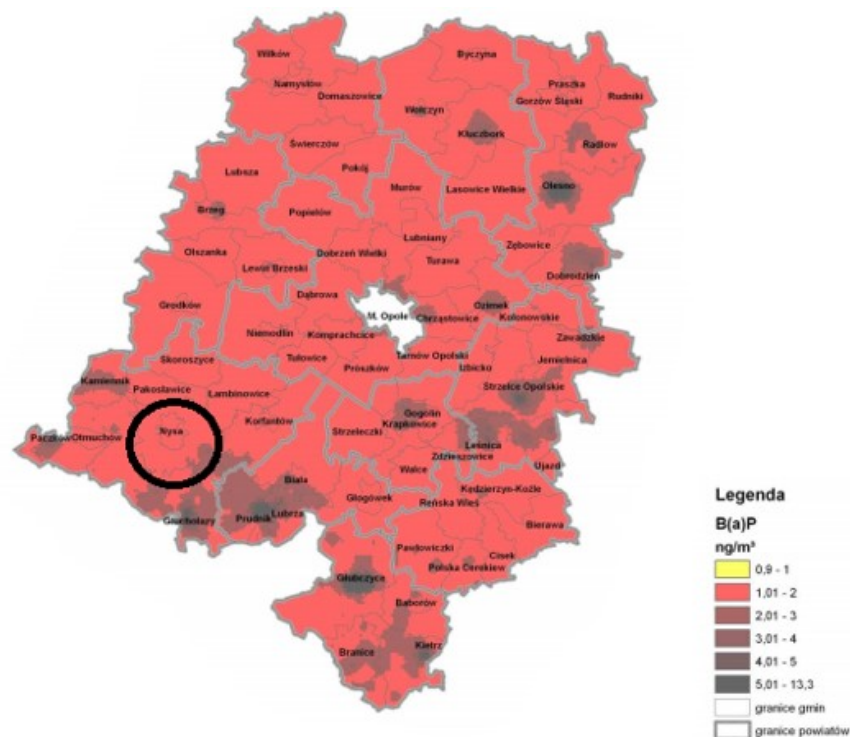 Wilków
Byczyna
Namysłów
Praszka
Domaszowice
Gorzów Śląski
Rudniki
Wołczyn
Kluczbork
Świerczów
Radłow
Lubsza
Pokój
Murów
Lasowice Wielkie
Olesno
Brzeg
Popielów
Lubniany
Zębowice
Olszanka
Dobrzeń Wielki
Turawa
Lewin Brzeski
Dobrodzień
Dąbrowa
Grodków
Ozimek
M. Opole
Chrząstowice
Kolonowskie
Niemodlin
Komprachcice
Zawadzkie
Skoroszyce
Tułowice
Tarnów Opolski
Jemielnica
Prószków
Izbicko
Kamiennik
Pakosławice
Strzelce Opolskie
Lambinowice
Gogolin
Korfantów
Krapkowice
Nysa
Paczków
Otmuchów
Strzeleczki
Leśnica
Zdzieszowice
Walce
Ujazd
Biała
Kędzierzyn-Koźle
Głogówek
Reńska Wieś
Głuchołazy
Prudnik
Lubrza
Bierawa
Pawłowiczki
Cisek
Polska Cerekiew
Głubczyce
Baborów
Branice
Kietrz
Legenda
B(a)P
ng/m³
0,9 - 1
1,01 - 2
2,01 - 3
3,01 - 4
4,01 - 5
5,01 - 13,3
granice gmin
granice powiatów